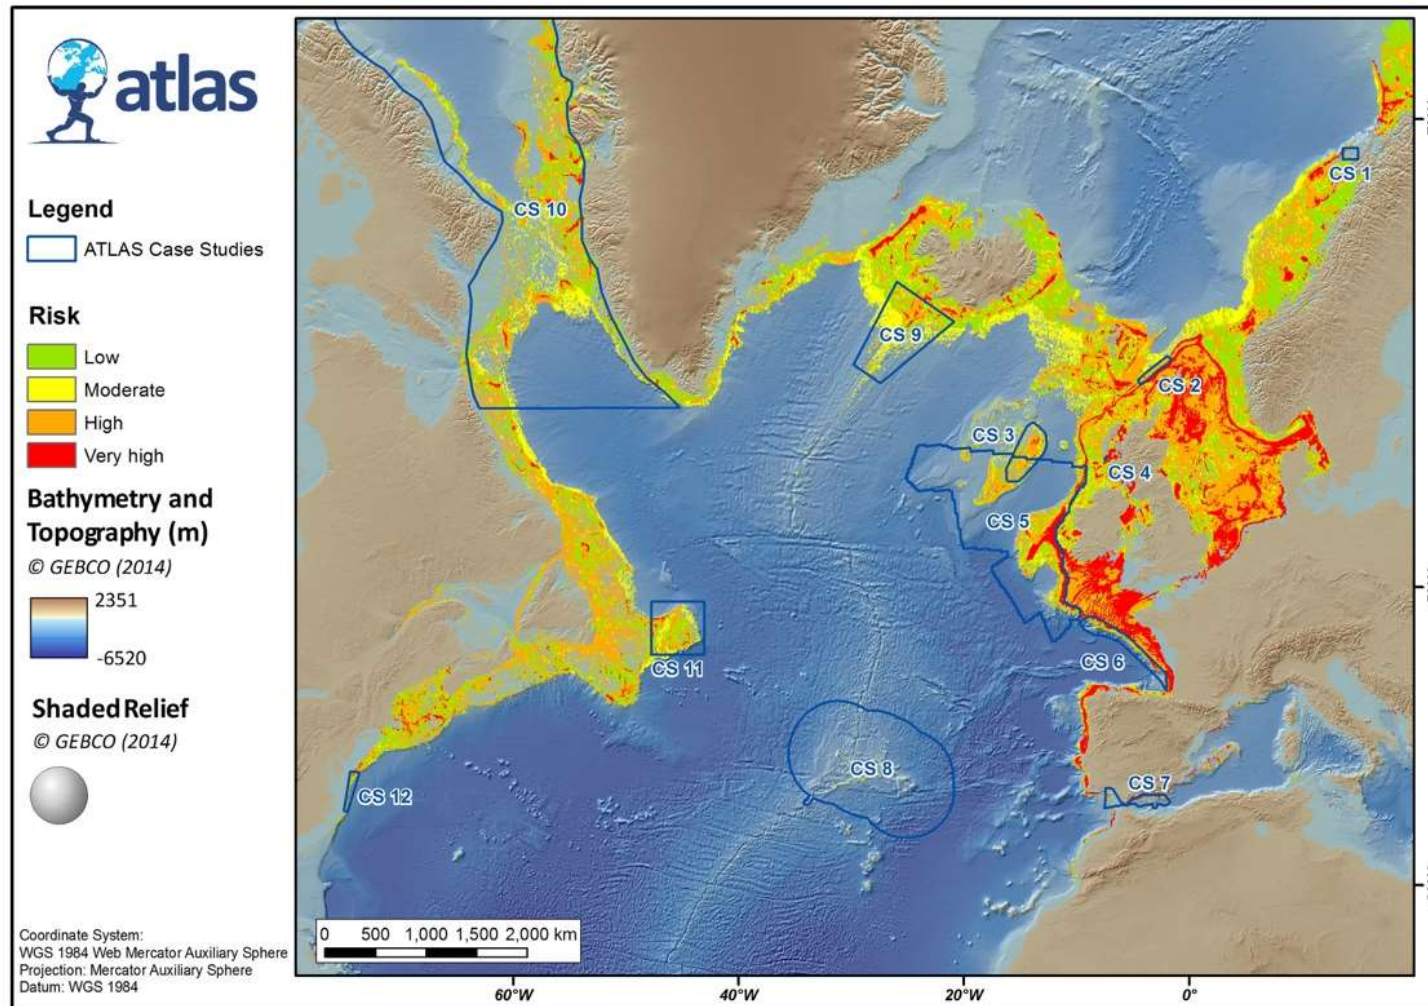 atlas
Legend
ATLAS Case Studies
Risk
Low
Moderate
High
Very high
Bathymetry and
Topography (m)
© GEBCO (2014)
2351
-6520
Shaded Relief
© GEBCO (2014)
Coordinate System:
WGS 1984 Web Mercator Auxiliary Sphere
Projection: Mercator Auxiliary Sphere
Datum: WGS 1984
CS 1
CS 10
CS 9
CS 2
CS 3
CS 4
CS 5
CS 6
CS 11
CS 8
CS 7
CS 12
0 500 1,000 1,500 2,000 km
60°W 40°W 20°W 0°